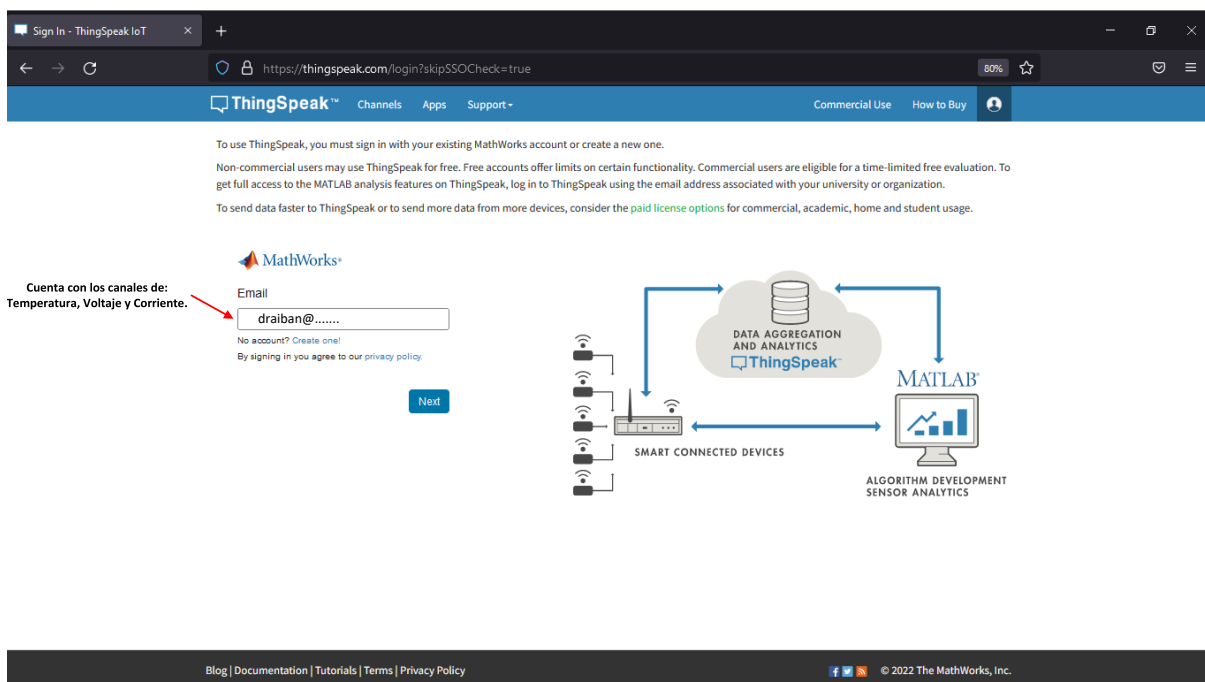 Sign In - ThingSpeak IoT
https://thingspeak.com/login?skipSSOCheck=true
80%
ThingSpeak™ Channels Apps Support
Commercial Use How to Buy
To use ThingSpeak, you must sign in with your existing MathWorks account or create a new one.
Non-commercial users may use ThingSpeak for free. Free accounts offer limits on certain functionality. Commercial users are eligible for a time-limited free evaluation. To
get full access to the MATLAB analysis features on ThingSpeak, log in to ThingSpeak using the email address associated with your university or organization.
To send data faster to ThingSpeak or to send more data from more devices, consider the paid license options for commercial, academic, home and student usage.
MathWorks®
Cuenta con los canales de:
Temperatura, Voltaje y Corriente.
Email
draiban@.......
No account? Create one!
By signing in you agree to our privacy policy.
Next
DATA AGGREGATION
AND ANALYTICS
ThingSpeak™
MATLAB®
SMART CONNECTED DEVICES
ALGORITHM DEVELOPMENT
SENSOR ANALYTICS
Blog | Documentation | Tutorials | Terms | Privacy Policy
© 2022 The MathWorks, Inc.